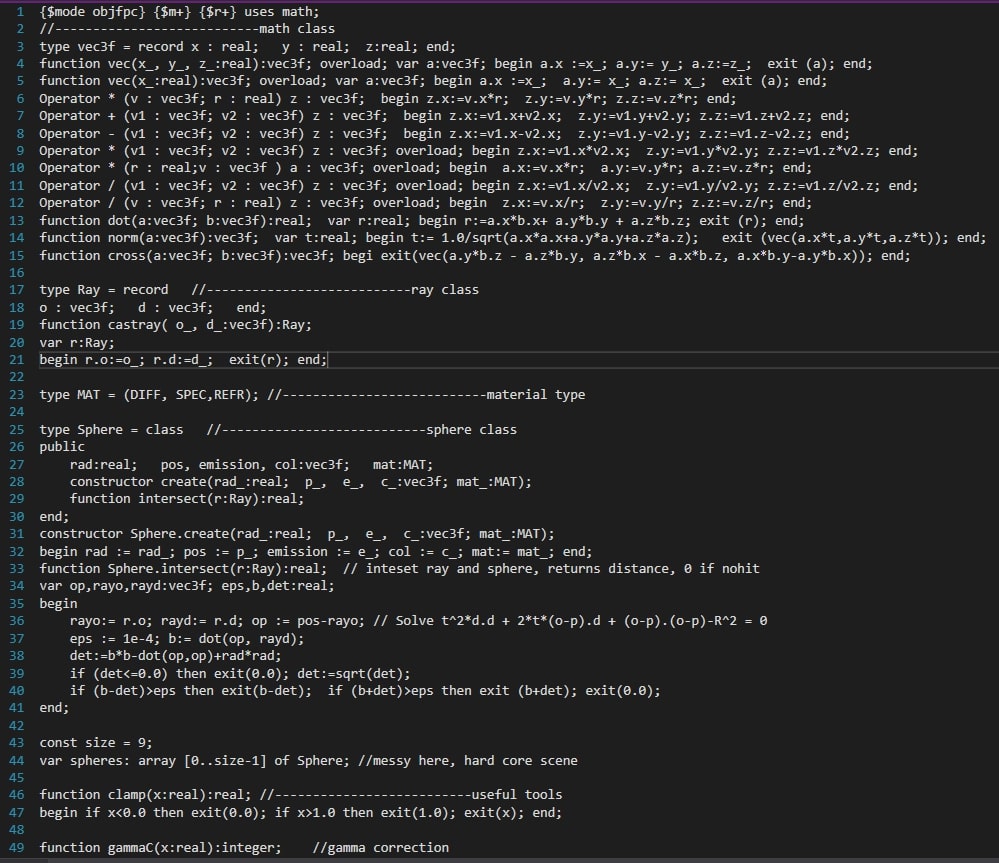 1 {$mode objfpc} {$m+} {$r+} uses math;
2 //---------------------------math class
3 type vec3f = record x : real;   y : real;  z:real; end;
4 function vec(x_, y_, z_:real):vec3f; overload; var a:vec3f; begin a.x :=x_; a.y:= y_; a.z:=z_;  exit (a); end;
5 function vec(x_:real):vec3f; overload; var a:vec3f; begin a.x :=x_;  a.y:= x_; a.z:= x_;  exit (a); end;
6 Operator * (v : vec3f; r : real) z : vec3f;  begin z.x:=v.x*r;  z.y:=v.y*r; z.z:=v.z*r; end;
7 Operator + (v1 : vec3f; v2 : vec3f) z : vec3f;  begin z.x:=v1.x+v2.x;  z.y:=v1.y+v2.y; z.z:=v1.z+v2.z; end;
8 Operator - (v1 : vec3f; v2 : vec3f) z : vec3f;  begin z.x:=v1.x-v2.x;  z.y:=v1.y-v2.y; z.z:=v1.z-v2.z; end;
9 Operator * (v1 : vec3f; v2 : vec3f) z : vec3f; overload; begin z.x:=v1.x*v2.x;  z.y:=v1.y*v2.y; z.z:=v1.z*v2.z; end;
10 Operator * (r : real;v : vec3f ) a : vec3f; overload; begin  a.x:=v.x*r;  a.y:=v.y*r; a.z:=v.z*r; end;
11 Operator / (v1 : vec3f; v2 : vec3f) z : vec3f; overload; begin z.x:=v1.x/v2.x;  z.y:=v1.y/v2.y; z.z:=v1.z/v2.z; end;
12 Operator / (v : vec3f; r : real) z : vec3f; overload; begin  z.x:=v.x/r;  z.y:=v.y/r; z.z:=v.z/r; end;
13 function dot(a:vec3f; b:vec3f):real;  var r:real; begin r:=a.x*b.x+ a.y*b.y + a.z*b.z; exit (r); end;
14 function norm(a:vec3f):vec3f;  var t:real; begin t:= 1.0/sqrt(a.x*a.x+a.y*a.y+a.z*a.z);   exit (vec(a.x*t,a.y*t,a.z*t)); end;
15 function cross(a:vec3f; b:vec3f):vec3f; begi exit(vec(a.y*b.z - a.z*b.y, a.z*b.x - a.x*b.z, a.x*b.y-a.y*b.x)); end;
16
17 type Ray = record   //---------------------------ray class
18 o : vec3f;   d : vec3f;   end;
19 function castray( o_, d_:vec3f):Ray;
20 var r:Ray;
21 begin r.o:=o_; r.d:=d_;  exit(r); end;
22
23 type MAT = (DIFF, SPEC,REFR); //---------------------------material type
24
25 type Sphere = class   //---------------------------sphere class
26 public
27     rad:real;   pos, emission, col:vec3f;   mat:MAT;
28     constructor create(rad_:real;  p_,  e_,  c_:vec3f; mat_:MAT);
29     function intersect(r:Ray):real;
30 end;
31 constructor Sphere.create(rad_:real;  p_,  e_,  c_:vec3f; mat_:MAT);
32 begin rad := rad_; pos := p_; emission := e_; col := c_; mat:= mat_; end;
33 function Sphere.intersect(r:Ray):real;  // inteset ray and sphere, returns distance, 0 if nohit
34 var op,rayo,rayd:vec3f; eps,b,det:real;
35 begin
36     rayo:= r.o; rayd:= r.d; op := pos-rayo; // Solve t^2*d.d + 2*t*(o-p).d + (o-p).(o-p)-R^2 = 0
37     eps := 1e-4; b:= dot(op, rayd);
38     det:=b*b-dot(op,op)+rad*rad;
39     if (det<=0.0) then exit(0.0); det:=sqrt(det);
40     if (b-det)>eps then exit(b-det);  if (b+det)>eps then exit (b+det); exit(0.0);
41 end;
42
43 const size = 9;
44 var spheres: array [0..size-1] of Sphere; //messy here, hard core scene
45
46 function clamp(x:real):real; //--------------------------useful tools
47 begin if x<0.0 then exit(0.0); if x>1.0 then exit(1.0); exit(x); end;
48
49 function gammaC(x:real):integer;    //gamma correction